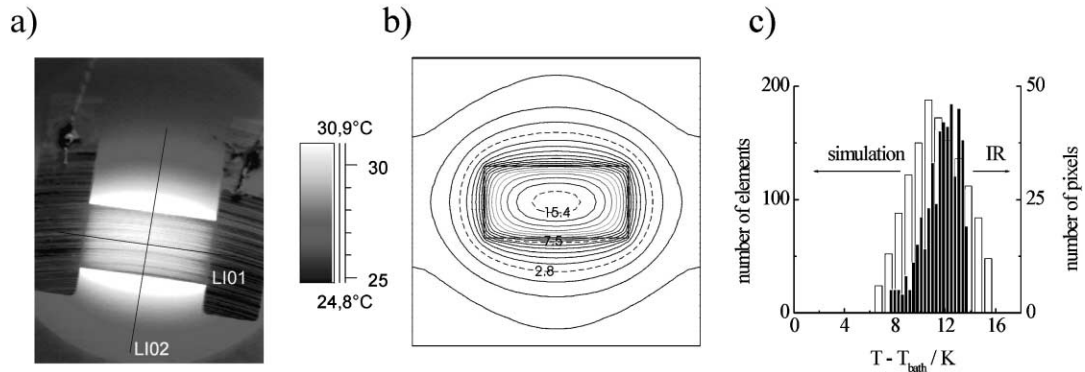 a)
b)
c)
LI01
LI02
30,9°C
30
25
24,8°C
15.4
7.5
2.8
200
100
0
number of elements
simulation
IR
50
25
0
number of pixels
0 4 8 12 16
T - T_bath / K